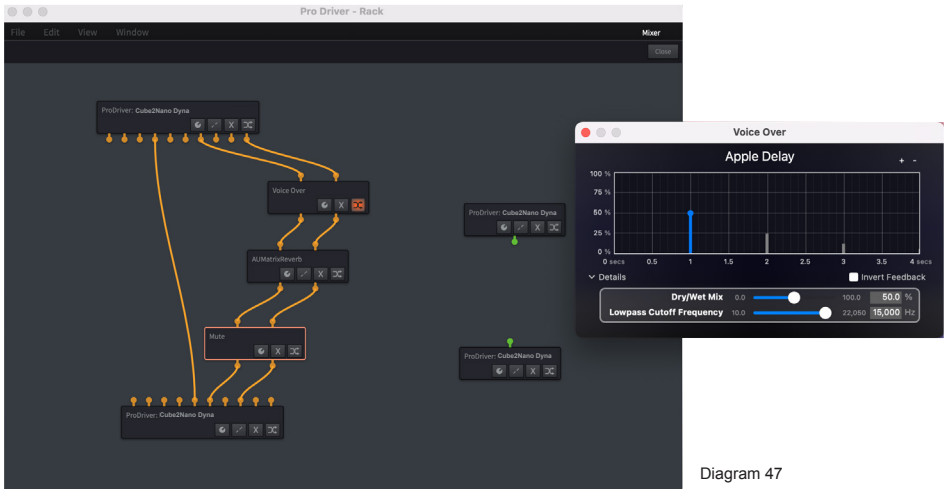 Pro Driver - Rack
File Edit View Window Mixer
Close
ProDriver: Cube2Nano Dyna
X
Voice Over
X
AUMatrixReverb
X
Mute
X
ProDriver: Cube2Nano Dyna
X
ProDriver: Cube2Nano Dyna
X
ProDriver: Cube2Nano Dyna
X
Voice Over
Apple Delay
+ -
100 %
75 %
50 %
25 %
0 %
0 secs 0.5 1 1.5 2 2.5 3 3.5 4 secs
Details Invert Feedback
Dry/Wet Mix 0.0 100.0 50.0 %
Lowpass Cutoff Frequency 10.0 22,050 15,000 Hz
Diagram 47